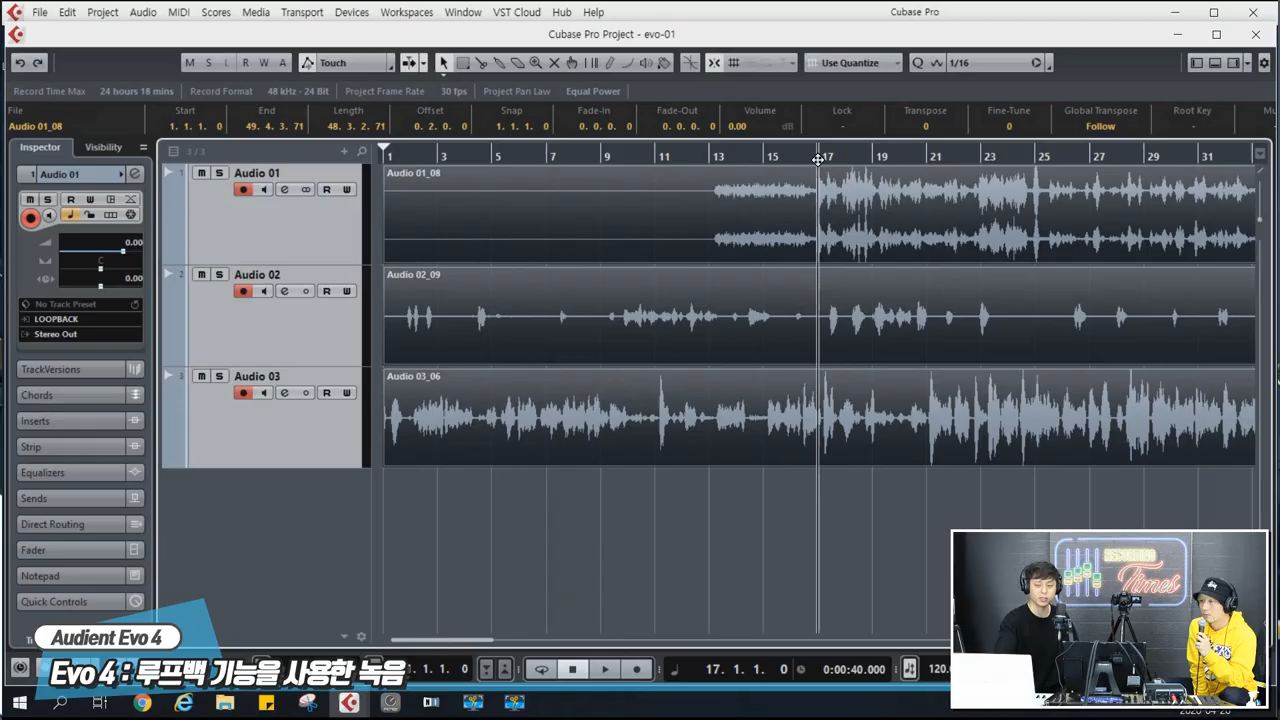 File Edit Project Audio MIDI Scores Media Transport Devices Workspaces Window VST Cloud Hub Help Cubase Pro
Cubase Pro Project - evo-01
M S L R W A Touch Use Quantize Q 1/16
Record Time Max 24 hours 18 mins Record Format 48 kHz - 24 Bit Project Frame Rate 30 fps Project Pan Law Equal Power
File Start End Length Offset Snap Fade-In Fade-Out Volume Lock Transpose Fine-Tune Global Transpose Root Key
Audio 01_08 1. 1. 1. 0 49. 4. 3. 71 48. 3. 2. 71 0. 2. 0. 0 1. 1. 1. 0 0. 0. 0. 0 0. 0. 0. 0 0.00 dB - 0 0 Follow -
Inspector Visibility 3 / 3 + 1 3 5 7 9 11 13 15 17 19 21 23 25 27 29 31
1 Audio 01
M S R W
0.00
C
0.00
No Track Preset
LOOPBACK
Stereo Out
TrackVersions
Chords
Inserts
Strip
Equalizers
Sends
Direct Routing
Fader
Notepad
Quick Controls
1 M S Audio 01
R W
Audio 01_08
2 M S Audio 02
R W
Audio 02_09
3 M S Audio 03
R W
Audio 03_06
RECORDING
Times
Audient Evo 4
Evo 4 : 루프백 기능을 사용한 녹음
1. 1. 0 17. 1. 1. 0 0:00:40.000 120.